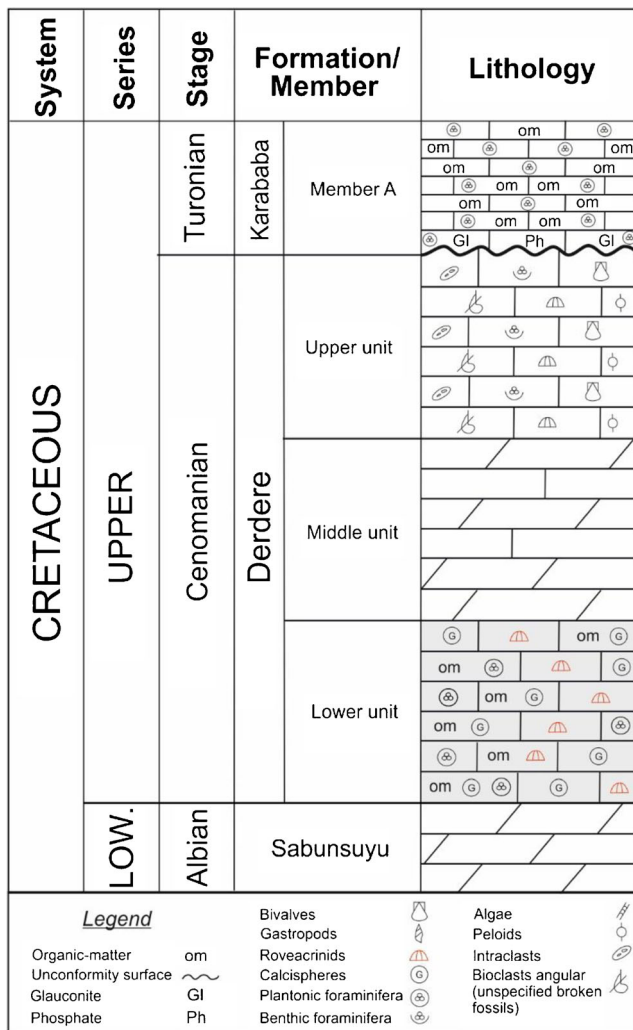 System
Series
Stage
Formation/
Member
Lithology
CRETACEOUS
UPPER
LOW.
Turonian
Cenomanian
Albian
Karababa
Derdere
Member A
Upper unit
Middle unit
Lower unit
Sabunsuyu
om
om om
om om
om om
om om
om om
Gl Ph Gl
G om G
om G
om G
om G
om G
om G G
Legend
Organic-matter om
Unconformity surface
Glauconite Gl
Phosphate Ph
Bivalves
Gastropods
Roveacrinids
Calcispheres G
Plantonic foraminifera
Benthic foraminifera
Algae
Peloids
Intraclasts
Bioclasts angular
(unspecified broken
fossils)